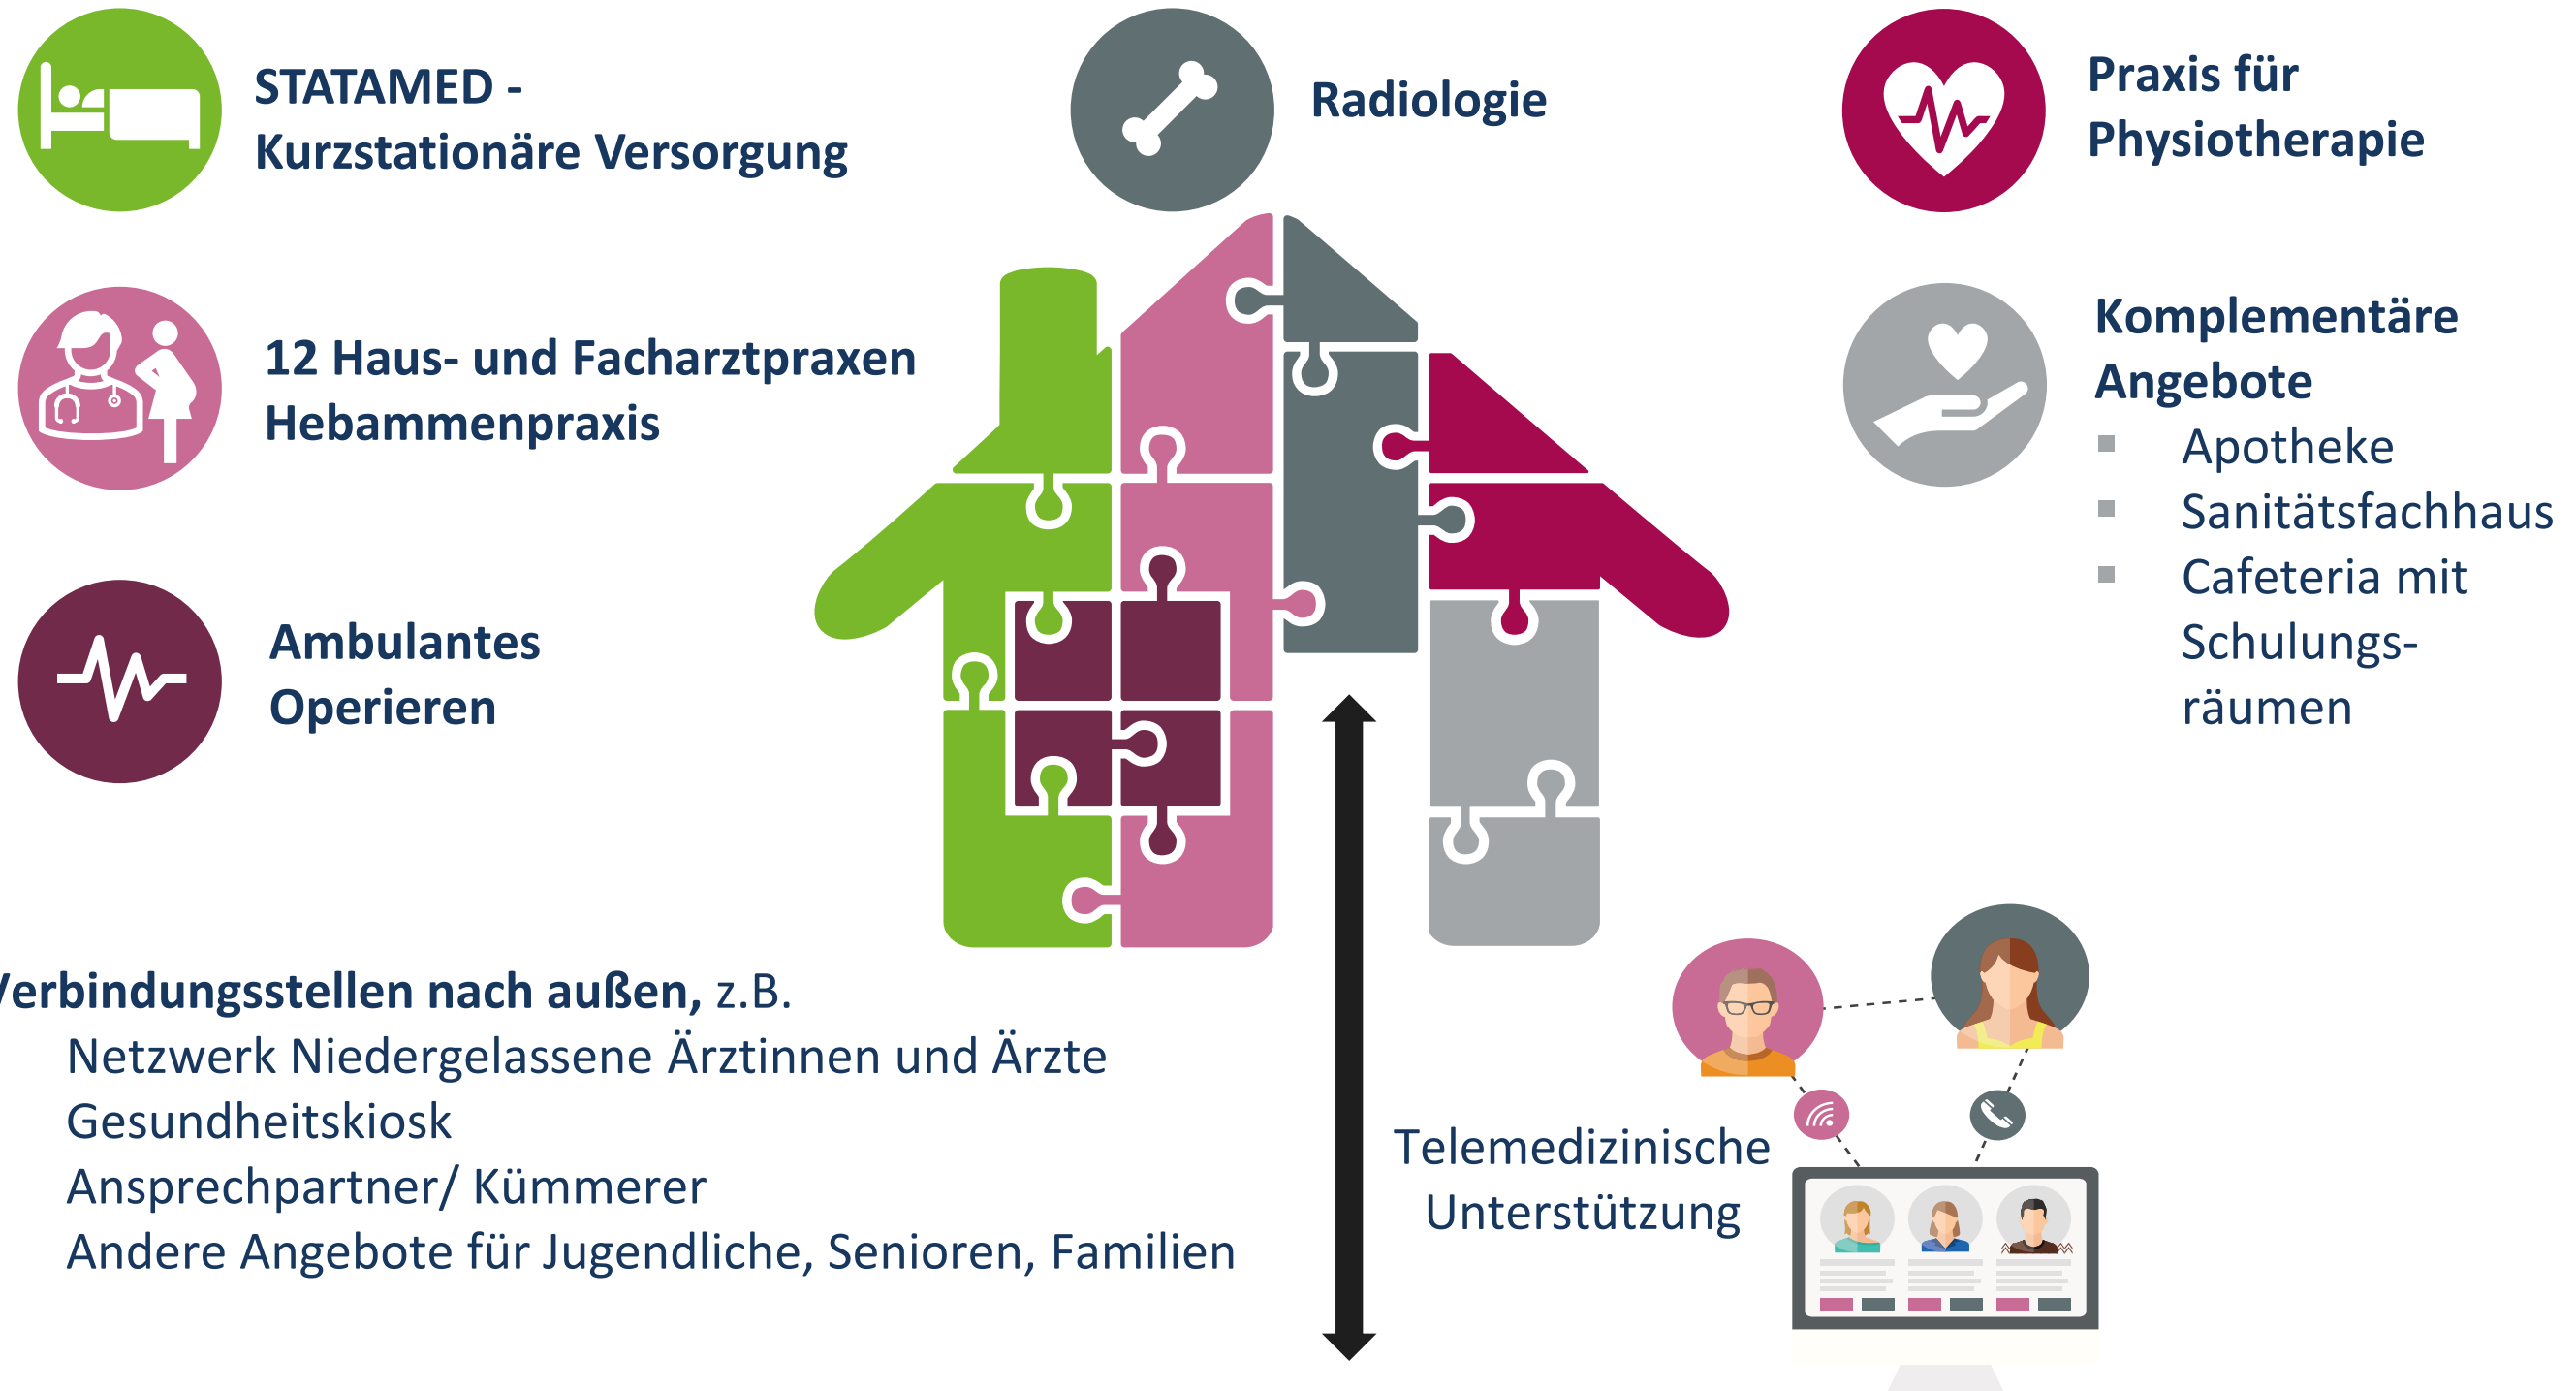 STATAMED -
Kurzstationäre Versorgung
Radiologie
Praxis für
Physiotherapie
12 Haus- und Facharztpraxen
Hebammenpraxis
Komplementäre
Angebote
▪ Apotheke
▪ Sanitätsfachhaus
▪ Cafeteria mit
Schulungs-
räumen
Ambulantes
Operieren
Verbindungsstellen nach außen, z.B.
Netzwerk Niedergelassene Ärztinnen und Ärzte
Gesundheitskiosk
Ansprechpartner/ Kümmerer
Andere Angebote für Jugendliche, Senioren, Familien
Telemedizinische
Unterstützung